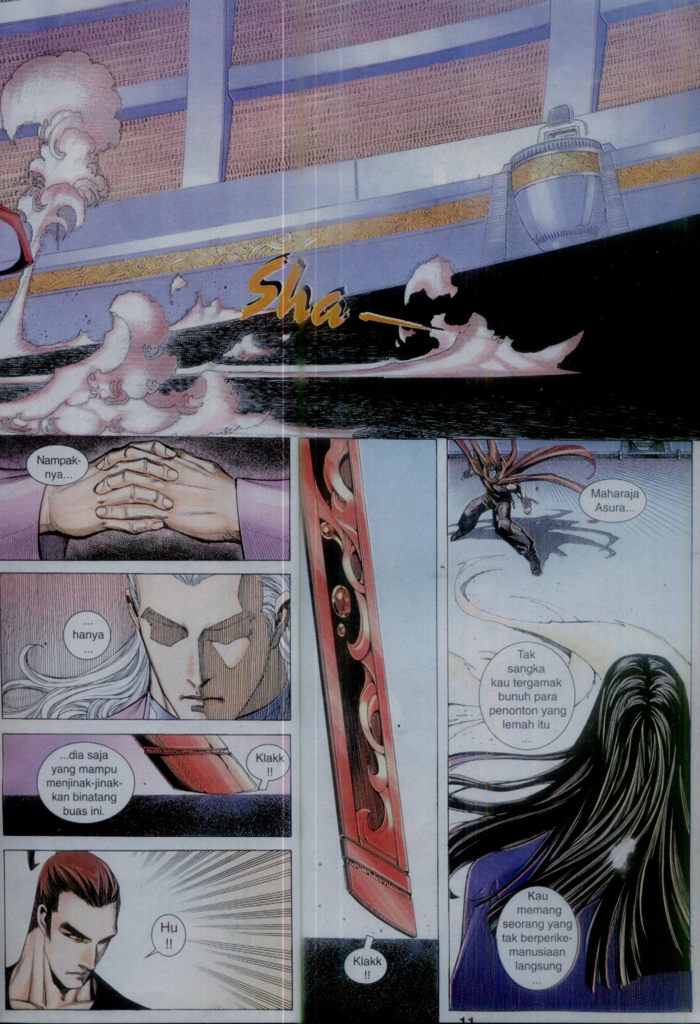 Sha
Nampak-
nya...
...
hanya
...
...dia saja
yang mampu
menjinak-jinak-
kan binatang
buas ini.
Klakk
!!
Hu
!!
Klakk
!!
Maharaja
Asura...
Tak
sangka
kau tergamak
bunuh para
penonton yang
lemah itu
...
Kau
memang
seorang yang
tak berperike-
manusiaan
langsung
...
11